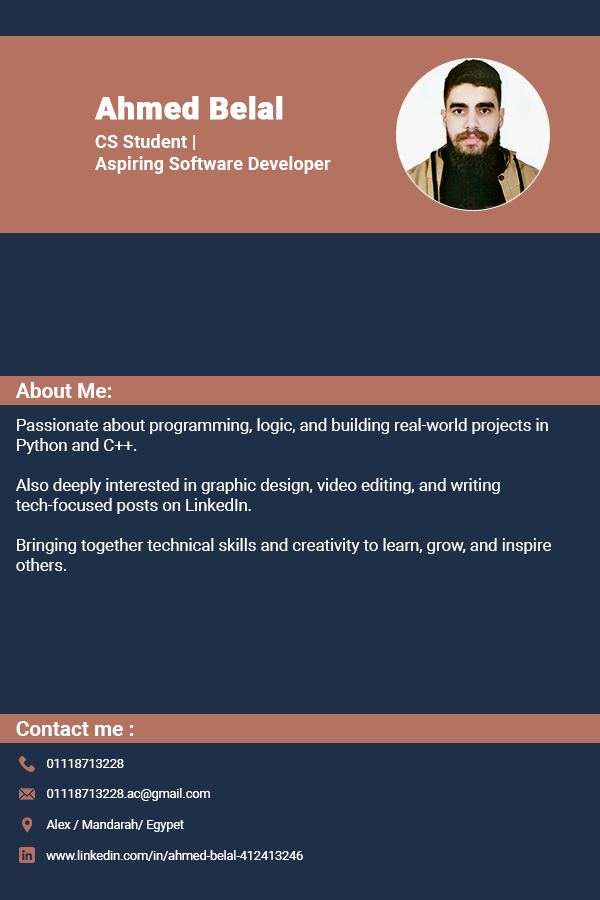 Ahmed Belal
CS Student |
Aspiring Software Developer
About Me:
Passionate about programming, logic, and building real-world projects in
Python and C++.
Also deeply interested in graphic design, video editing, and writing
tech-focused posts on LinkedIn.
Bringing together technical skills and creativity to learn, grow, and inspire
others.
Contact me :
01118713228
01118713228.ac@gmail.com
Alex / Mandarah/ Egypet
www.linkedin.com/in/ahmed-belal-412413246